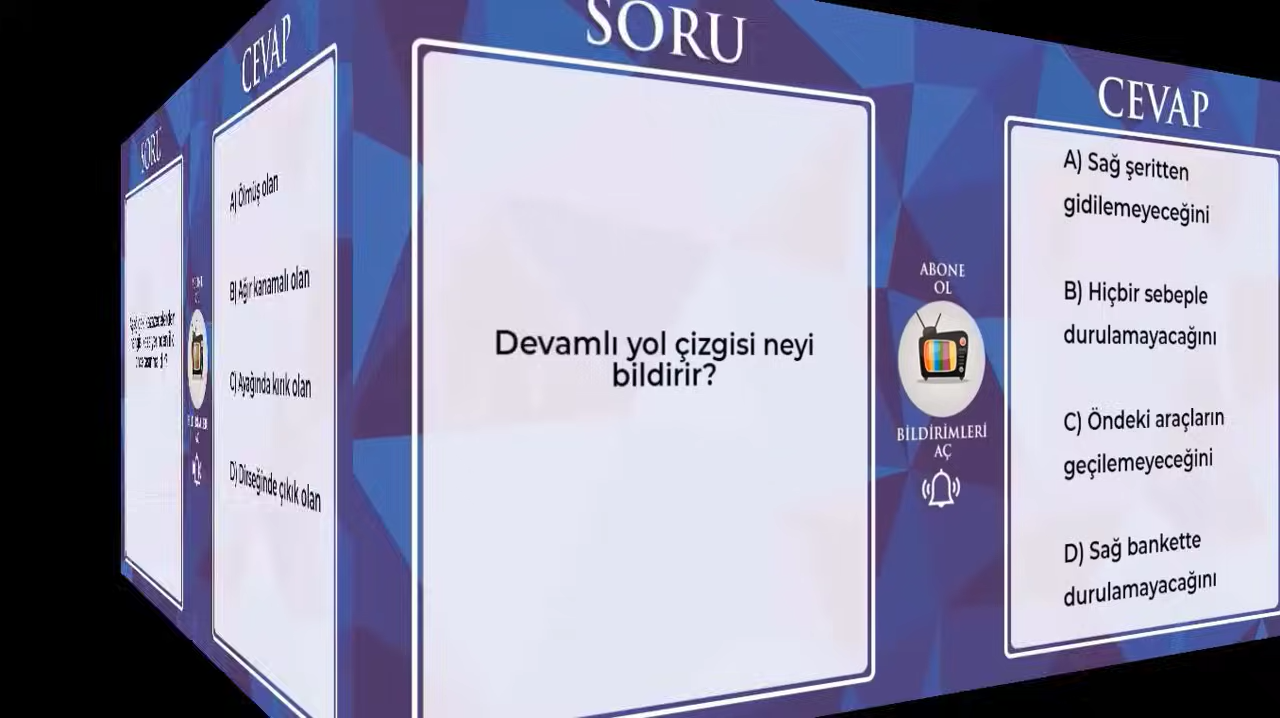 SORU
CEVAP
A) Ölmüş olan
B) Ağır kanamalı olan
C) Ayağında kırık olan
D) Dirseğinde çıkık olan
SORU
Devamlı yol çizgisi neyi
bildirir?
ABONE
OL
BİLDİRİMLERİ
AÇ
CEVAP
A) Sağ şeritten
gidilemeyeceğini
B) Hiçbir sebeple
durulamayacağını
C) Öndeki araçların
geçilemeyeceğini
D) Sağ bankette
durulamayacağını